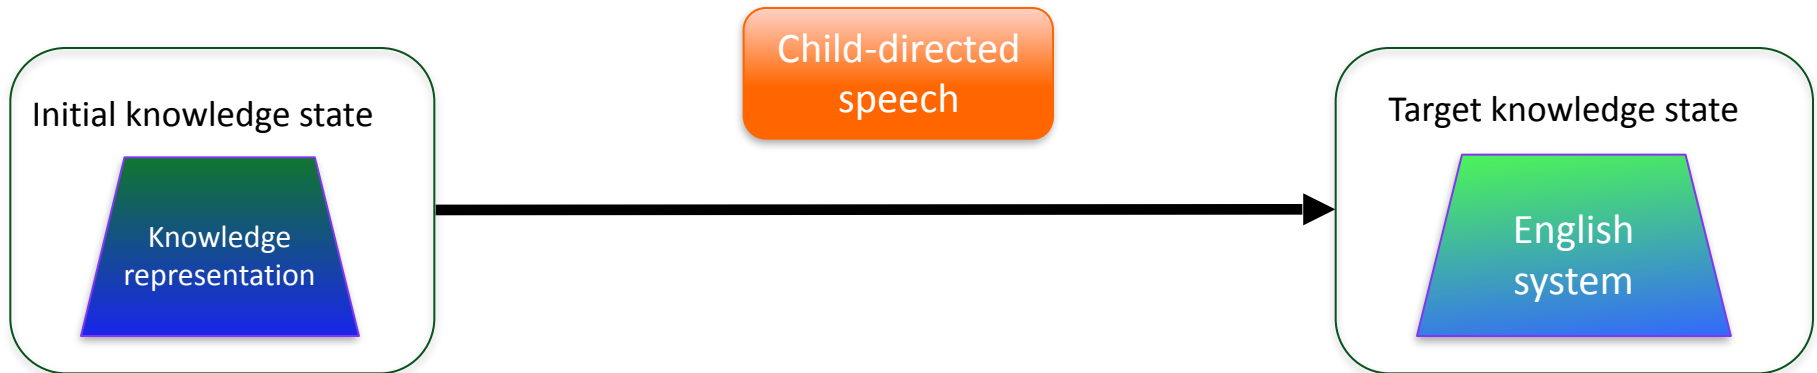 Initial knowledge state
Knowledge
representation
Child-directed
speech
Target knowledge state
English
system